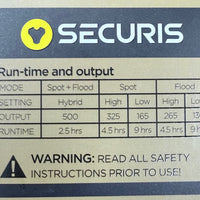 SECURIS
Run-time and output
MODE Spot + Flood Spot Flood
SETTING Hybrid High Low High
OUTPUT 500 325 165 265
RUNTIME 2.5 hrs 4.5 hrs 9 hrs 4.5 hrs
WARNING: READ ALL SAFETY
INSTRUCTIONS PRIOR TO USE!